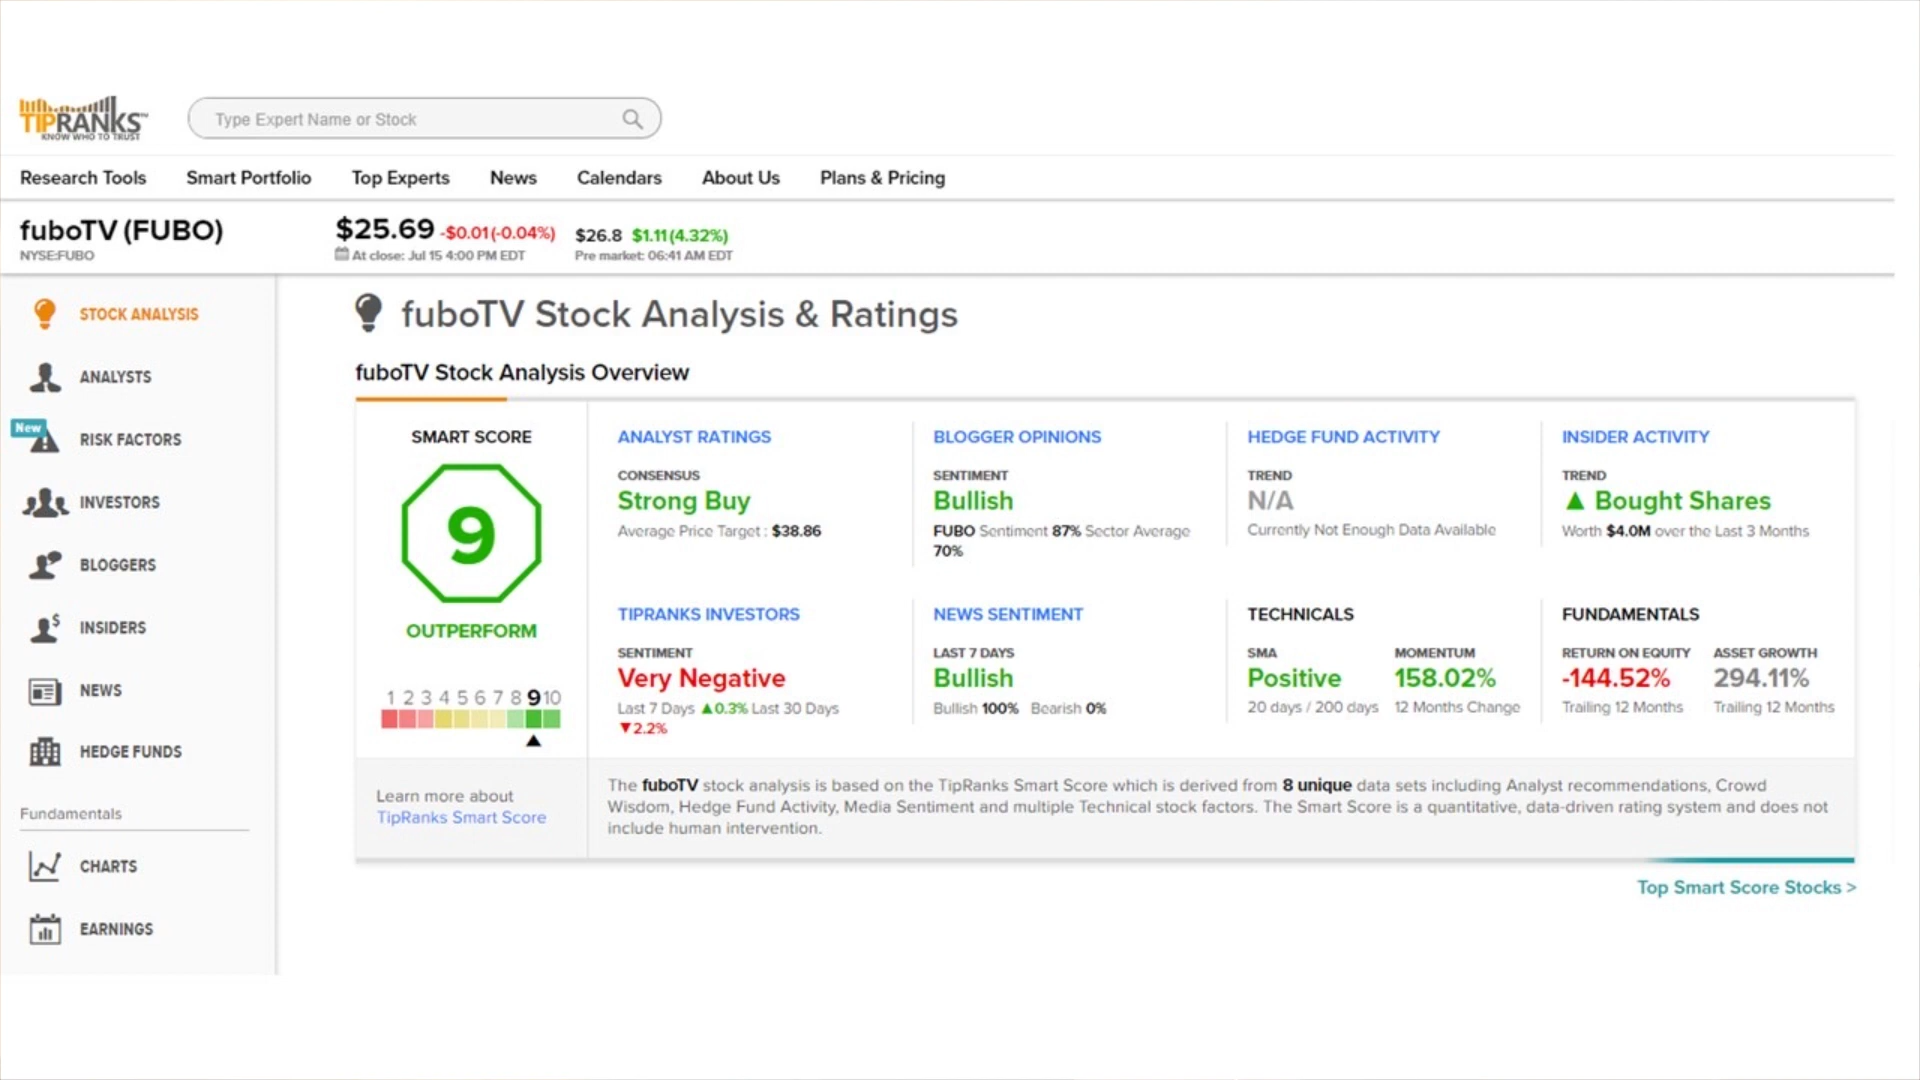 TIPRANKS™
KNOW WHO TO TRUST
Type Expert Name or Stock
Research Tools Smart Portfolio Top Experts News Calendars About Us Plans & Pricing
fuboTV (FUBO)
NYSE:FUBO
$25.69 -$0.01(-0.04%)
At close: Jul 15 4:00 PM EDT
$26.8 $1.11(4.32%)
Pre market: 06:41 AM EDT
STOCK ANALYSIS
ANALYSTS
New
RISK FACTORS
INVESTORS
BLOGGERS
INSIDERS
NEWS
HEDGE FUNDS
Fundamentals
CHARTS
EARNINGS
fuboTV Stock Analysis & Ratings
fuboTV Stock Analysis Overview
SMART SCORE
9
OUTPERFORM
1 2 3 4 5 6 7 8 9 10
ANALYST RATINGS
CONSENSUS
Strong Buy
Average Price Target : $38.86
BLOGGER OPINIONS
SENTIMENT
Bullish
FUBO Sentiment 87% Sector Average
70%
HEDGE FUND ACTIVITY
TREND
N/A
Currently Not Enough Data Available
INSIDER ACTIVITY
TREND
▲ Bought Shares
Worth $4.0M over the Last 3 Months
TIPRANKS INVESTORS
SENTIMENT
Very Negative
Last 7 Days ▲0.3% Last 30 Days
▼2.2%
NEWS SENTIMENT
LAST 7 DAYS
Bullish
Bullish 100% Bearish 0%
TECHNICALS
SMA
Positive
20 days / 200 days
MOMENTUM
158.02%
12 Months Change
FUNDAMENTALS
RETURN ON EQUITY
-144.52%
Trailing 12 Months
ASSET GROWTH
294.11%
Trailing 12 Months
Learn more about
TipRanks Smart Score
The fuboTV stock analysis is based on the TipRanks Smart Score which is derived from 8 unique data sets including Analyst recommendations, Crowd
Wisdom, Hedge Fund Activity, Media Sentiment and multiple Technical stock factors. The Smart Score is a quantitative, data-driven rating system and does not
include human intervention.
Top Smart Score Stocks >